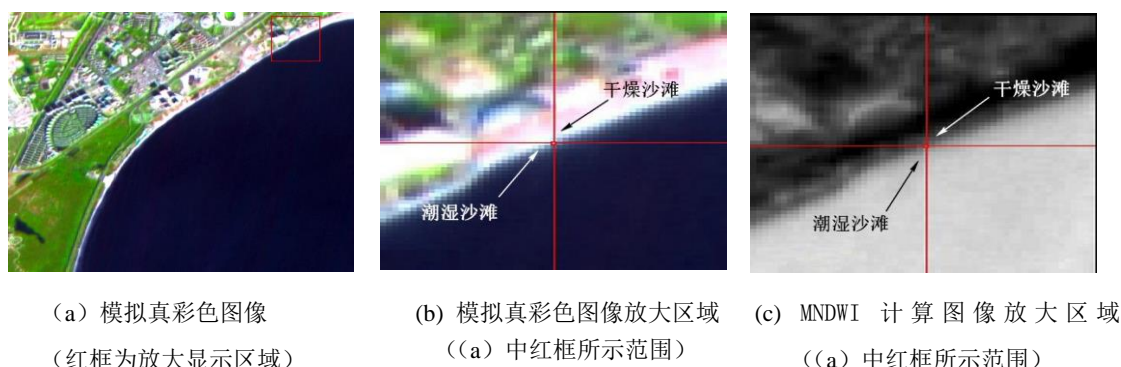 干燥沙滩
潮湿沙滩
干燥沙滩
潮湿沙滩
(a)模拟真彩色图像
(红框为放大显示区域)
(b) 模拟真彩色图像放大区域
((a)中红框所示范围)
(c) MNDWI 计算图像放大区域
((a)中红框所示范围)